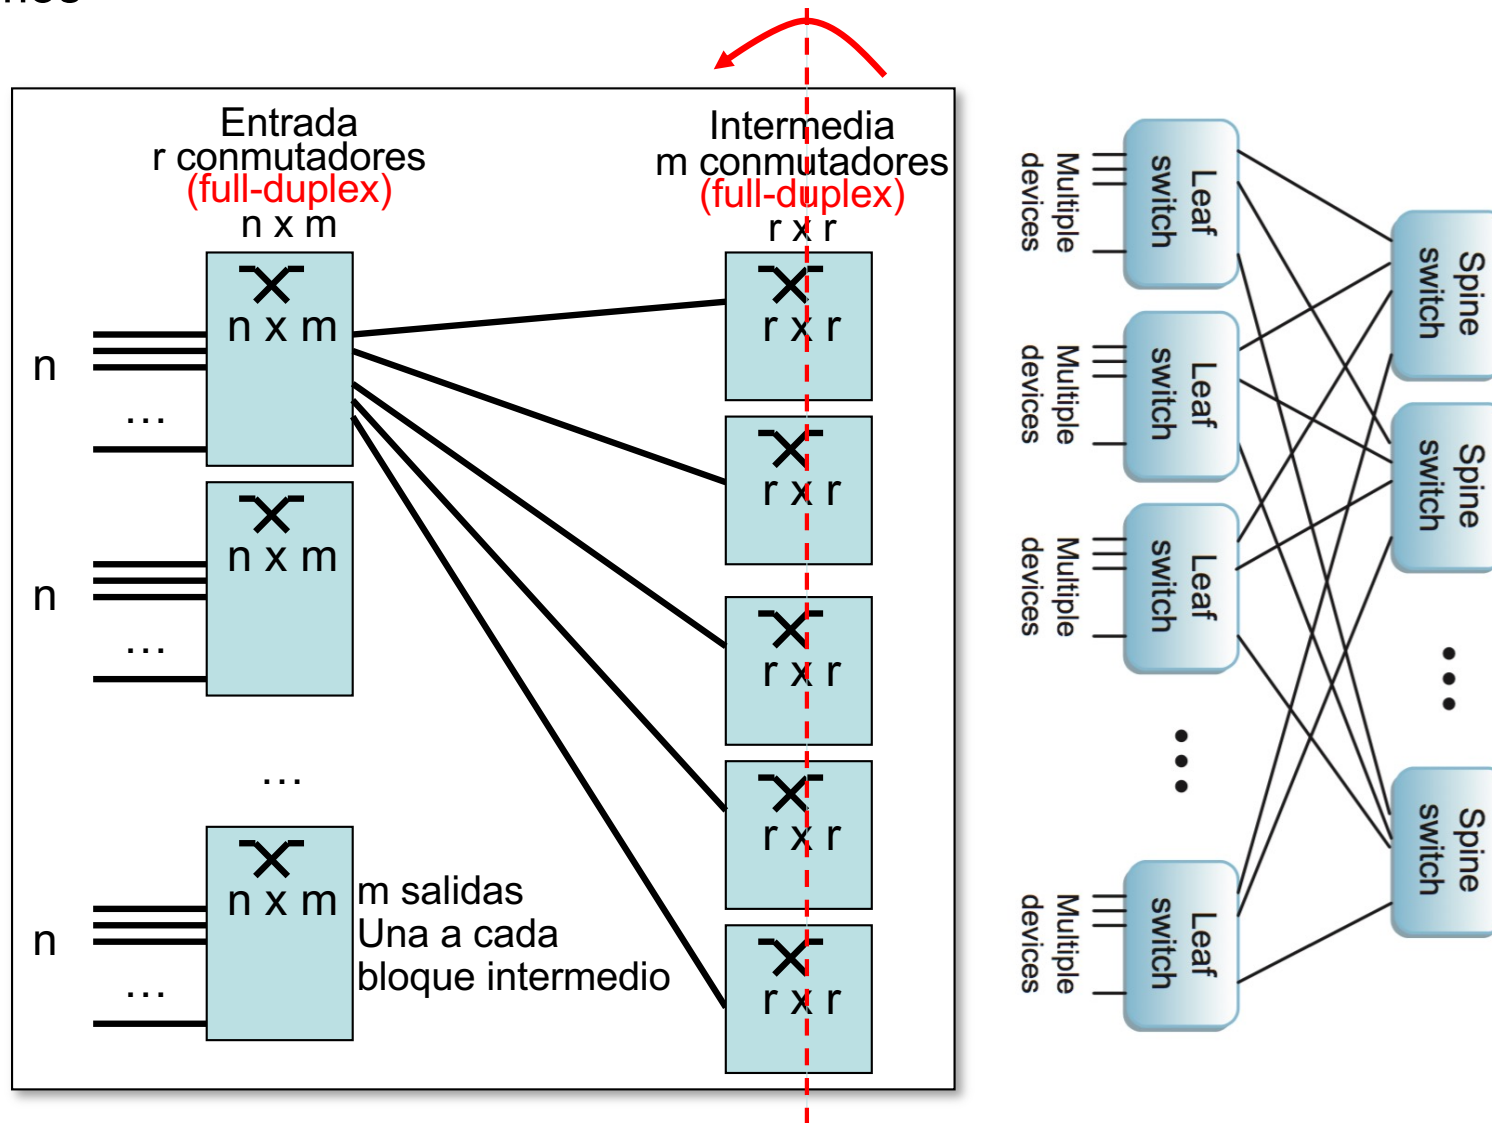 Entrada
r conmutadores
(full-duplex)
n x m
Intermedia
m conmutadores
(full-duplex)
r x r
n x m
n
...
n x m
n
...
...
n x m
n
...
m salidas
Una a cada
bloque intermedio
r x r
r x r
r x r
r x r
r x r
Multiple
devices
Leaf
switch
Multiple
devices
Leaf
switch
Multiple
devices
Leaf
switch
Multiple
devices
Leaf
switch
Spine
switch
Spine
switch
Spine
switch